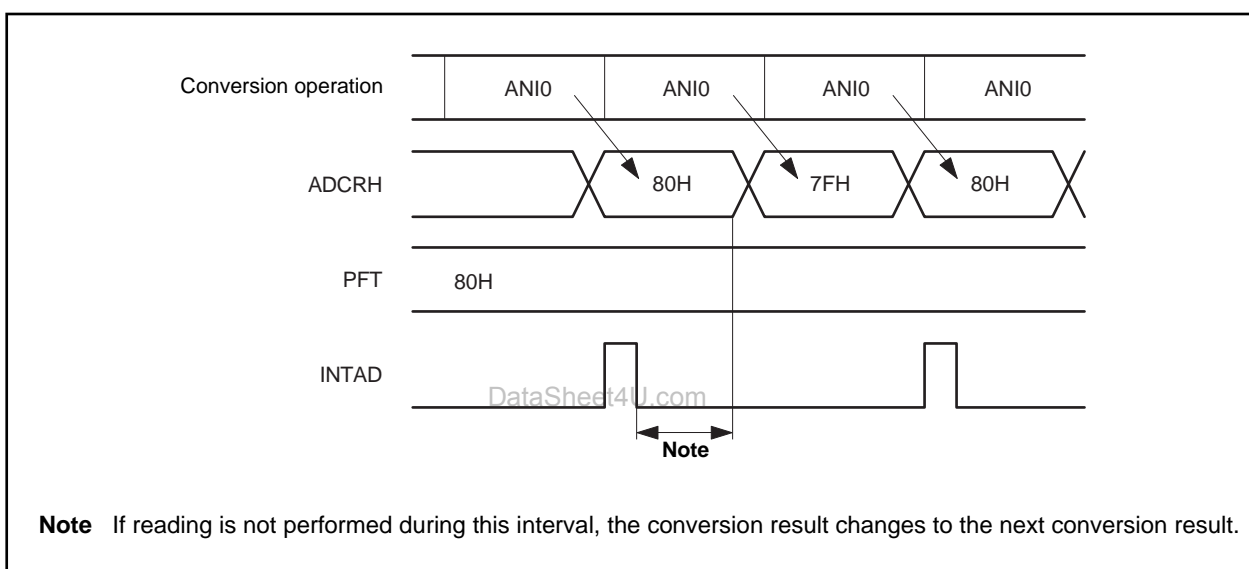 Conversion operation ANI0 ANI0 ANI0 ANI0
ADCRH 80H 7FH 80H
PFT 80H
INTAD
DataSheet4U.com
Note
Note If reading is not performed during this interval, the conversion result changes to the next conversion result.